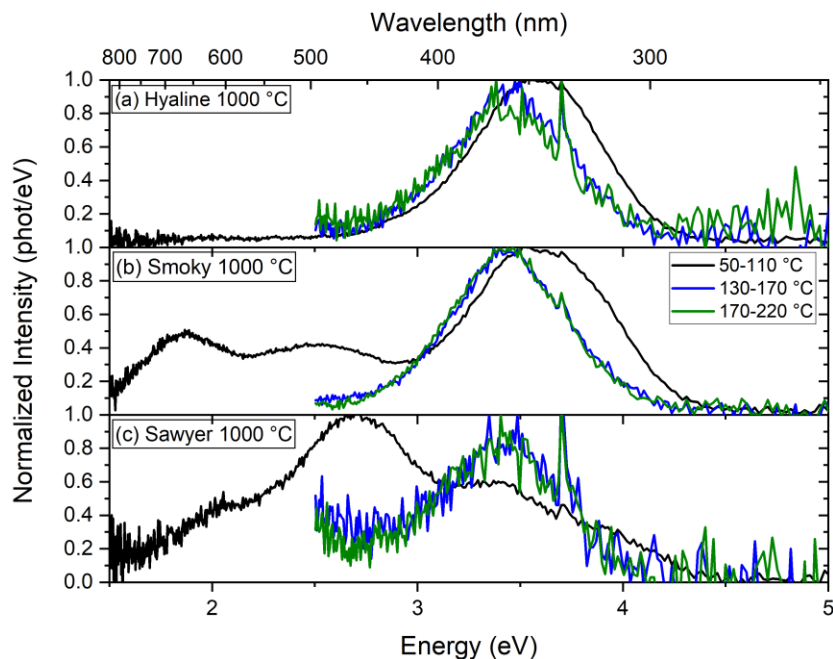 Wavelength (nm)
800 700 600 500 400 300
1.0
0.8
0.6
0.4
0.2
1.0
0.8
0.6
0.4
0.2
1.0
0.8
0.6
0.4
0.2
0.0
Normalized Intensity (phot/eV)
(a) Hyaline 1000 °C
(b) Smoky 1000 °C
50-110 °C
130-170 °C
170-220 °C
(c) Sawyer 1000 °C
2 3 4 5
Energy (eV)